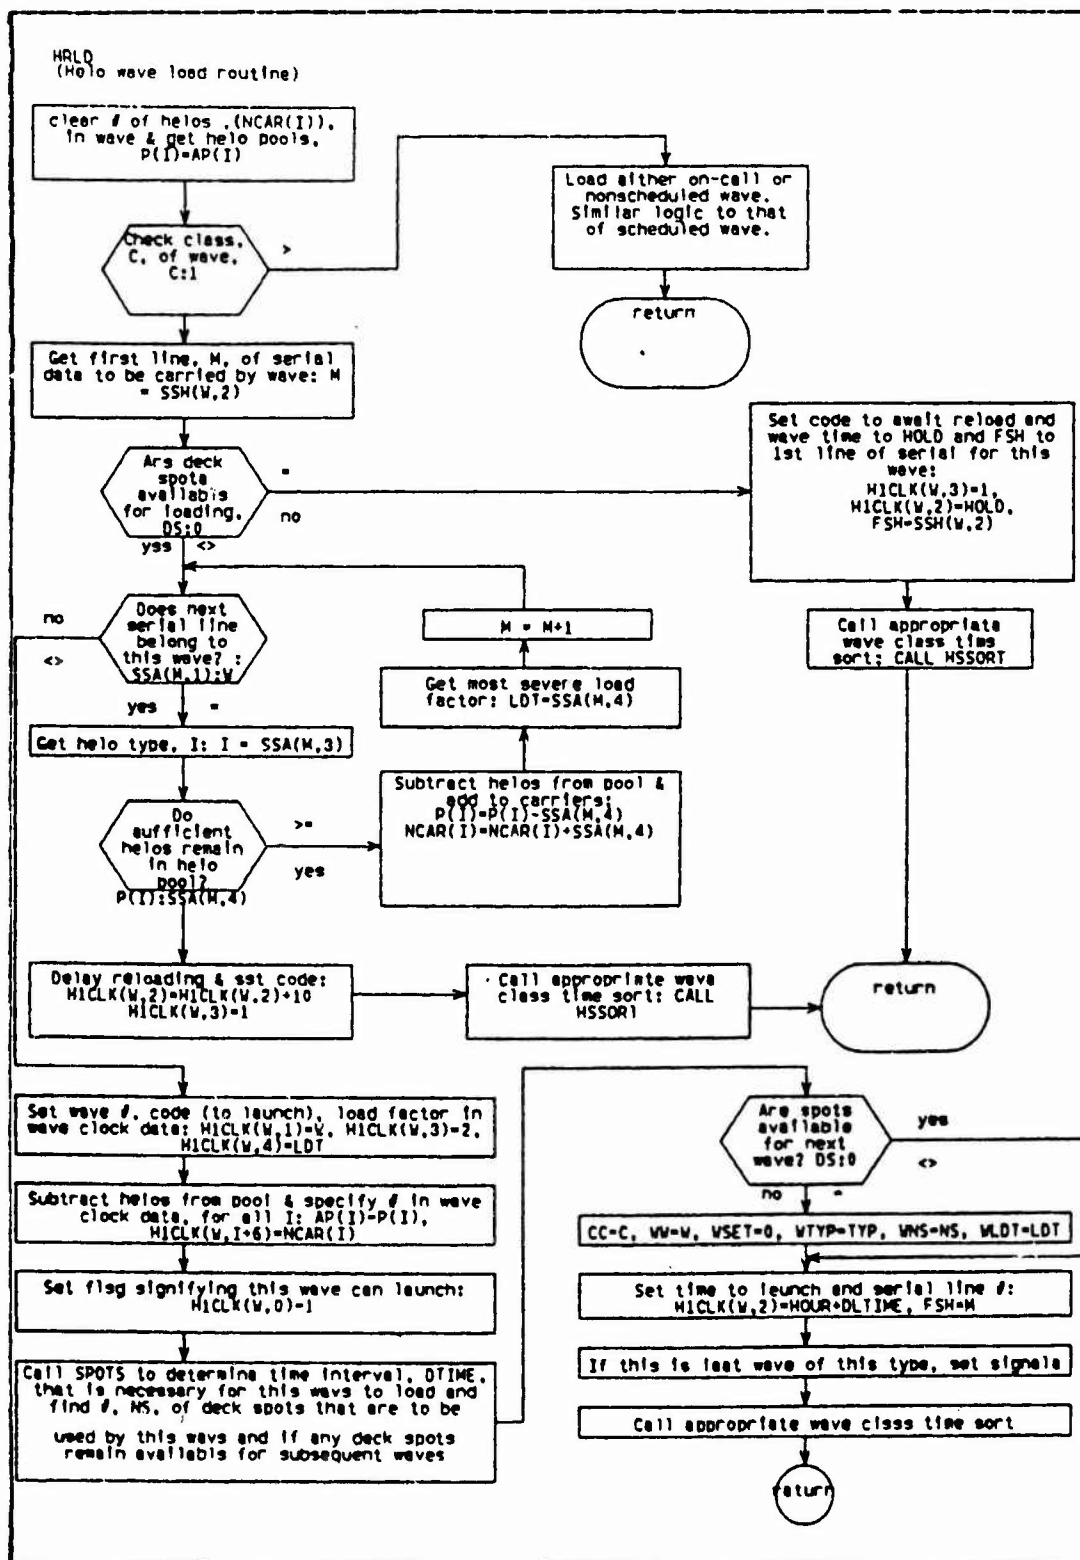 HRLD
(Helo wave load routine)
clear # of helos ,(NCAR(I)),
in wave & get helo pools,
P(I)=AP(I)
Check class,
C, of wave,
C:1
>
Load aither on-call or
nonscheduled wave.
Similar logic to that
of scheduled wave.
return
Get first line, M, of serial
data to be carried by wave: M
= SSH(W,2)
Ars deck
spots
availabis
for loading,
DS:0
=
no
yss <>
Set code to await reload and
wave time to HOLD and FSH to
1st line of serial for this
wave:
H1CLK(W,3)=1,
H1CLK(W,2)=HOLD,
FSH=SSH(W,2)
Call appropriate
wave class tims
sort: CALL HSSORT
Does next
serial line
belong to
this wave? :
SSA(M,1):W
no
<>
yes =
Get helo type, I: I = SSA(M,3)
Do
sufficient
helos remain
in helo
pool?
P(I):SSA(M,4)
>=
yes
Subtract helos from pool &
add to carriers:
P(I)=P(I)-SSA(M,4)
NCAR(I)=NCAR(I)+SSA(M,4)
Get most severe load
factor: LDT=SSA(M,4)
M = M+1
Delay reloading & sst code:
H1CLK(W,2)=H1CLK(W,2)+10
H1CLK(W,3)=1
Call appropriate wave
class time sort: CALL
HSSORT
return
Set wave #, code (to launch), load factor in
wave clock data: H1CLK(W,1)=W, H1CLK(W,3)=2,
H1CLK(W,4)=LDT
Subtract helos from pool & specify # in wave
clock data, for all I: AP(I)=P(I),
H1CLK(W,I+6)=NCAR(I)
Set flsg signifying this wave can launch:
H1CLK(W,0)=1
Call SPOTS to determine time interval, DTIME,
that is necessary for this wavs to load and
find #, NS, of deck spots that are to be
used by this wavs and if any deck spots
remain availabis for subsequent waves
Are spots
available
for next
wave? DS:0
yes
<>
no =
CC=C, WW=W, WSET=0, WTYP=TYP, WNS=NS, WLDT=LDT
Set time to leunch and serial line #:
H1CLK(W,2)=HOUR+DLTIME, FSH=M
If this is last wave of this type, set signals
Call appropriate wave clsss time sort
return